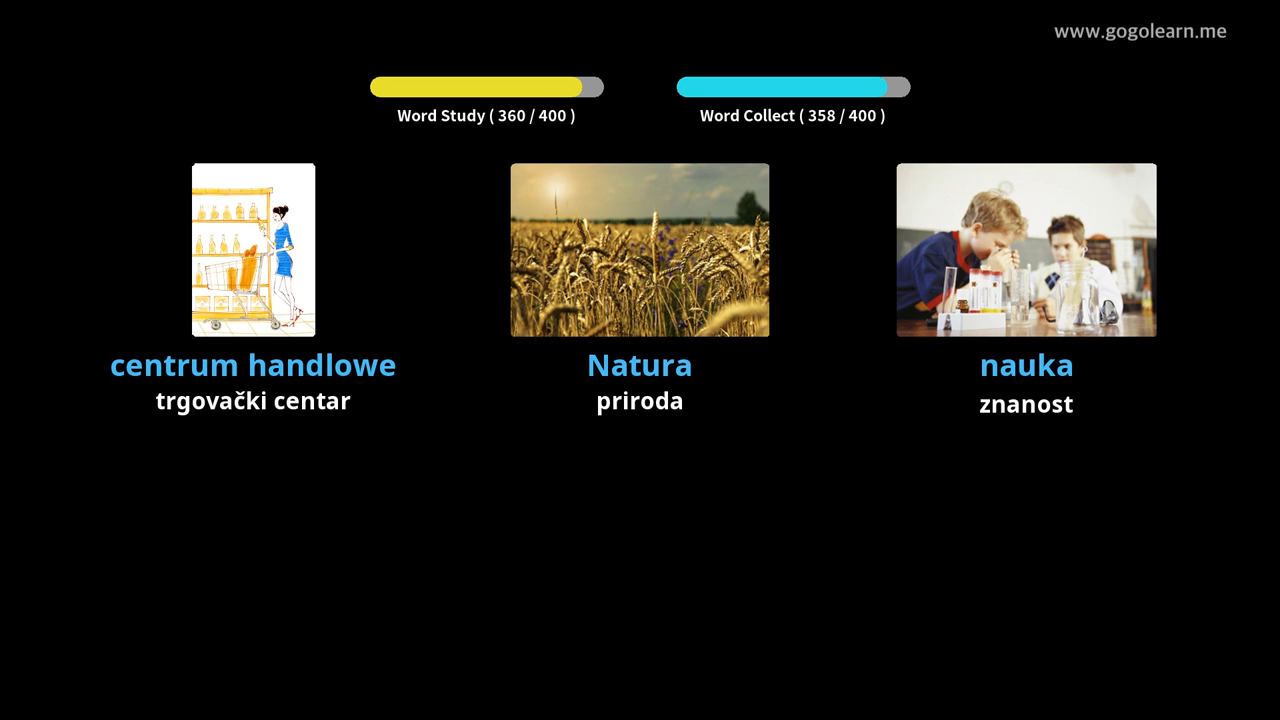 www.gogolearn.me
Word Study ( 360 / 400 )
Word Collect ( 358 / 400 )
centrum handlowe
trgovački centar
Natura
priroda
nauka
znanost